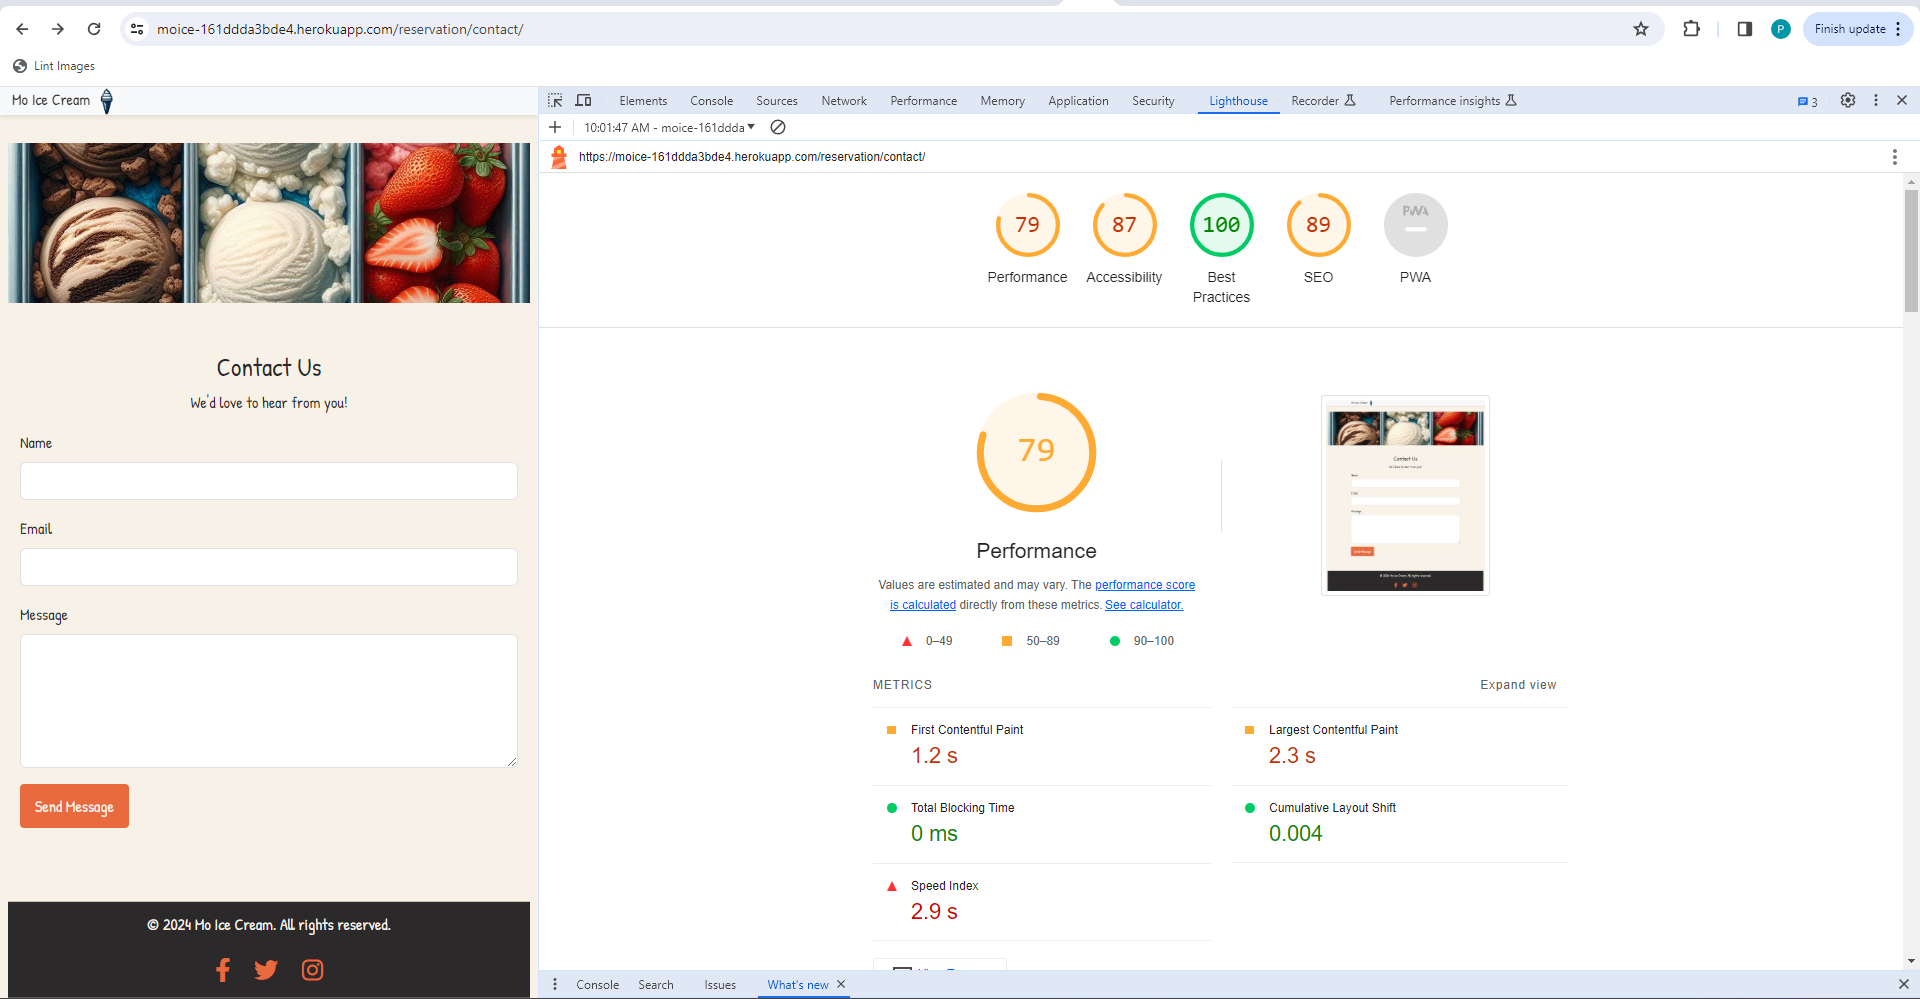 moice-161ddda3bde4.herokuapp.com/reservation/contact/
P
Finish update
Lint Images
Mo Ice Cream
Elements Console Sources Network Performance Memory Application Security Lighthouse Recorder Performance insights 3
10:01:47 AM - moice-161ddda
https://moice-161ddda3bde4.herokuapp.com/reservation/contact/
79 87 100 89 PWA
Performance Accessibility Best Practices SEO PWA
Contact Us
We'd love to hear from you!
Name
Email
Message
Send Message
© 2024 Mo Ice Cream. All rights reserved.
79
Performance
Values are estimated and may vary. The performance score
is calculated directly from these metrics. See calculator.
0–49 50–89 90–100
METRICS Expand view
First Contentful Paint
1.2 s
Largest Contentful Paint
2.3 s
Total Blocking Time
0 ms
Cumulative Layout Shift
0.004
Speed Index
2.9 s
Console Search Issues What's new